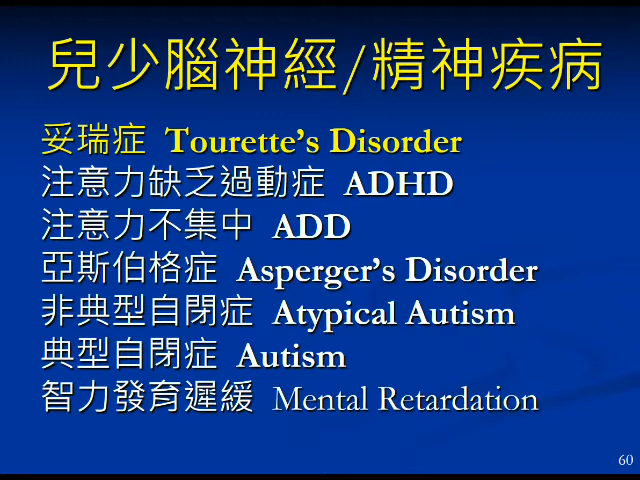 兒少腦神經/精神疾病
妥瑞症 Tourette's Disorder
注意力缺乏過動症 ADHD
注意力不集中 ADD
亞斯伯格症 Asperger's Disorder
非典型自閉症 Atypical Autism
典型自閉症 Autism
智力發育遲緩 Mental Retardation
60